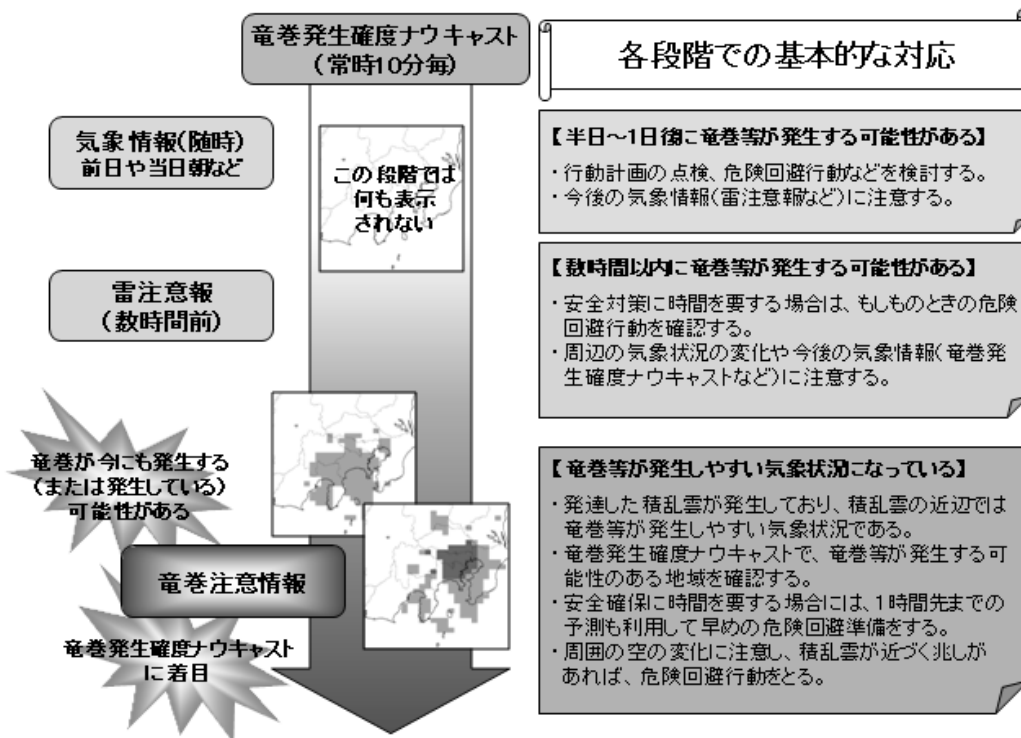 竜巻発生確度ナウキャスト
(常時10分毎)
各段階での基本的な対応
気象情報(随時)
前日や当日朝など
この段階では
何も表示
されない
【半日~1日後に竜巻等が発生する可能性がある】
・行動計画の点検、危険回避行動などを検討する。
・今後の気象情報(雷注意報など)に注意する。
雷注意報
(数時間前)
【数時間以内に竜巻等が発生する可能性がある】
・安全対策に時間を要する場合は、もしものときの危険
回避行動を確認する。
・周辺の気象状況の変化や今後の気象情報(竜巻発
生確度ナウキャストなど)に注意する。
竜巻が今にも発生する
(または発生している)
可能性がある
竜巻注意情報
竜巻発生確度ナウキャスト
に着目
【竜巻等が発生しやすい気象状況になっている】
・発達した積乱雲が発生しており、積乱雲の近辺では
竜巻等が発生しやすい気象状況である。
・竜巻発生確度ナウキャストで、竜巻等が発生する可
能性のある地域を確認する。
・安全確保に時間を要する場合には、1時間先までの
予測も利用して早めの危険回避準備をする。
・周囲の空の変化に注意し、積乱雲が近づく兆しが
あれば、危険回避行動をとる。